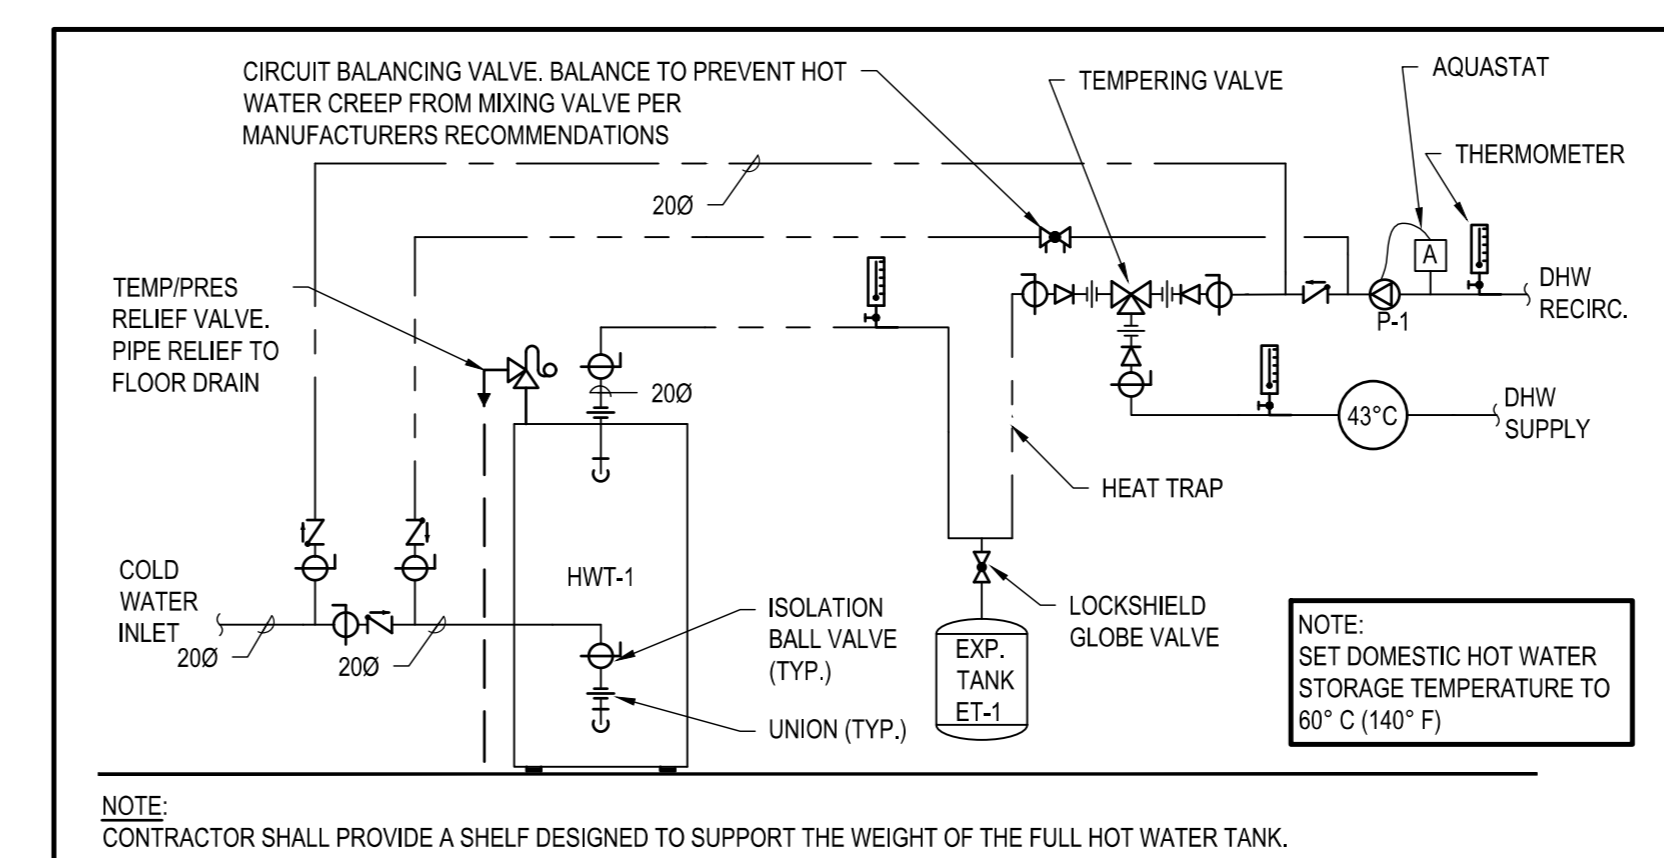 CIRCUIT BALANCING VALVE. BALANCE TO PREVENT HOT
WATER CREEP FROM MIXING VALVE PER
MANUFACTURERS RECOMMENDATIONS
TEMPERING VALVE
AQUASTAT
THERMOMETER
20Ø
A
DHW
RECIRC.
P-1
TEMP/PRES
RELIEF VALVE.
PIPE RELIEF TO
FLOOR DRAIN
20Ø
43°C
DHW
SUPPLY
HEAT TRAP
COLD
WATER
INLET
20Ø
20Ø
HWT-1
ISOLATION
BALL VALVE
(TYP.)
UNION (TYP.)
LOCKSHIELD
GLOBE VALVE
EXP.
TANK
ET-1
NOTE:
SET DOMESTIC HOT WATER
STORAGE TEMPERATURE TO
60° C (140° F)
NOTE:
CONTRACTOR SHALL PROVIDE A SHELF DESIGNED TO SUPPORT THE WEIGHT OF THE FULL HOT WATER TANK.